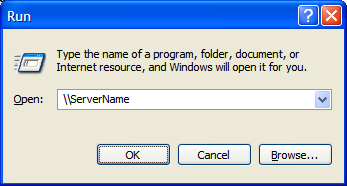 Run
Type the name of a program, folder, document, or
Internet resource, and Windows will open it for you.
Open: \\ServerName
OK Cancel Browse...